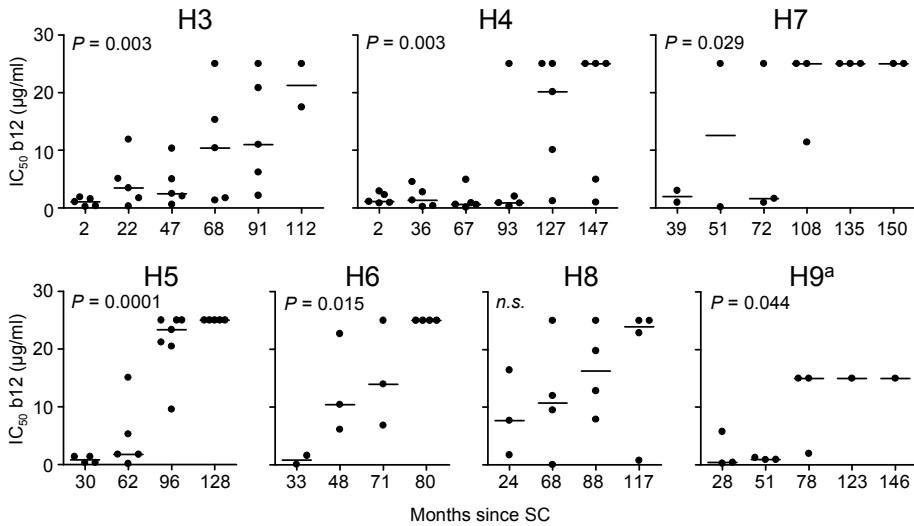 H3 H4 H7
IC50 b12 (µg/ml)
30
20
10
0
P = 0.003
2 22 47 68 91 112
P = 0.003
2 36 67 93 127 147
P = 0.029
39 51 72 108 135 150
H5 H6 H8 H9a
IC50 b12 (µg/ml)
30
20
10
0
P = 0.0001
30 62 96 128
P = 0.015
33 48 71 80
n.s.
24 68 88 117
P = 0.044
28 51 78 123 146
Months since SC